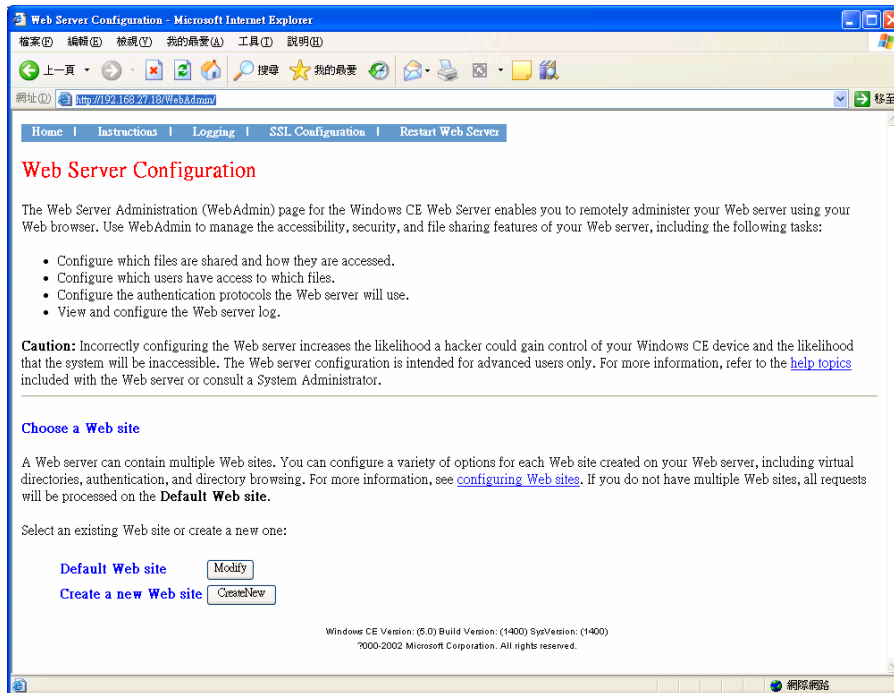 Web Server Configuration - Microsoft Internet Explorer
檔案(F) 編輯(E) 檢視(V) 我的最愛(A) 工具(T) 說明(H)
上一頁 搜尋 我的最愛
網址(D) http://192.168.27.18/WebAdmin/ 移至
Home | Instructions | Logging | SSL Configuration | Restart Web Server
Web Server Configuration
The Web Server Administration (WebAdmin) page for the Windows CE Web Server enables you to remotely administer your Web server using your
Web browser. Use WebAdmin to manage the accessibility, security, and file sharing features of your Web server, including the following tasks:
• Configure which files are shared and how they are accessed.
• Configure which users have access to which files.
• Configure the authentication protocols the Web server will use.
• View and configure the Web server log.
Caution: Incorrectly configuring the Web server increases the likelihood a hacker could gain control of your Windows CE device and the likelihood
that the system will be inaccessible. The Web server configuration is intended for advanced users only. For more information, refer to the help topics
included with the Web server or consult a System Administrator.
Choose a Web site
A Web server can contain multiple Web sites. You can configure a variety of options for each Web site created on your Web server, including virtual
directories, authentication, and directory browsing. For more information, see configuring Web sites. If you do not have multiple Web sites, all requests
will be processed on the Default Web site.
Select an existing Web site or create a new one:
Default Web site Modify
Create a new Web site CreateNew
Windows CE Version: (5.0) Build Version: (1400) SysVersion: (1400)
?000-2002 Microsoft Corporation. All rights reserved.
網際網路